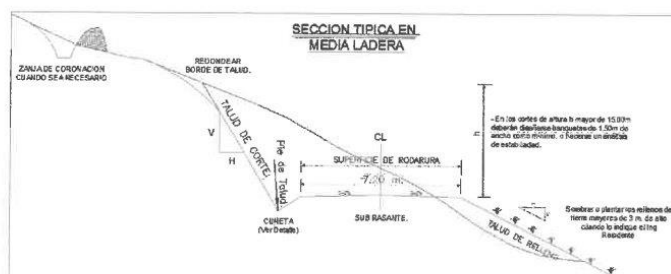 SECCION TIPICA EN
MEDIA LADERA
ZANJA DE CORONACION
CUANDO SEA NECESARIO
REDONDEAR
BORDE DE TALUD.
TALUD DE CORTE.
V
H
Pie de Talud
CL
SUPERFICIE DE RODARURA
CUNETA
(Ver Detalle)
SUB RASANTE.
h
- En los cortes de altura h mayor de 15.00m
deberán diseñarse banquetas de 1.50m de
ancho como mínimo, o hacerse un análisis
de estabilidad.
Siembras o plantar los rellenos de
tierra mayores de 3 m. de alto
cuando lo indique el Ing
Residente
TALUD DE RELLENO